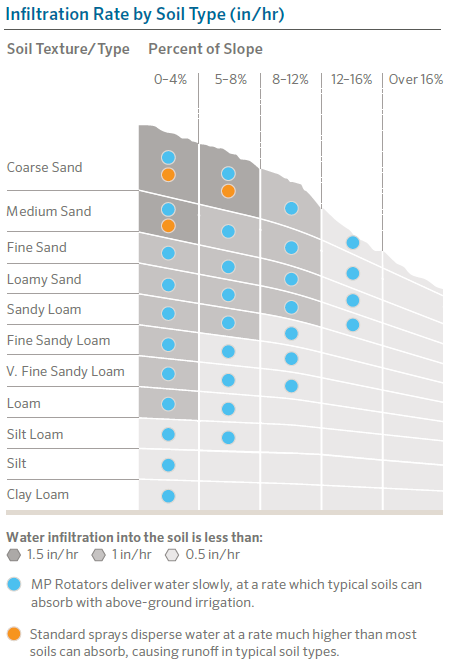 Infiltration Rate by Soil Type (in/hr)
Soil Texture/Type Percent of Slope
0–4% 5–8% 8–12% 12–16% Over 16%
Coarse Sand
Medium Sand
Fine Sand
Loamy Sand
Sandy Loam
Fine Sandy Loam
V. Fine Sandy Loam
Loam
Silt Loam
Silt
Clay Loam
Water infiltration into the soil is less than:
1.5 in/hr 1 in/hr 0.5 in/hr
MP Rotators deliver water slowly, at a rate which typical soils can
absorb with above-ground irrigation.
Standard sprays disperse water at a rate much higher than most
soils can absorb, causing runoff in typical soil types.